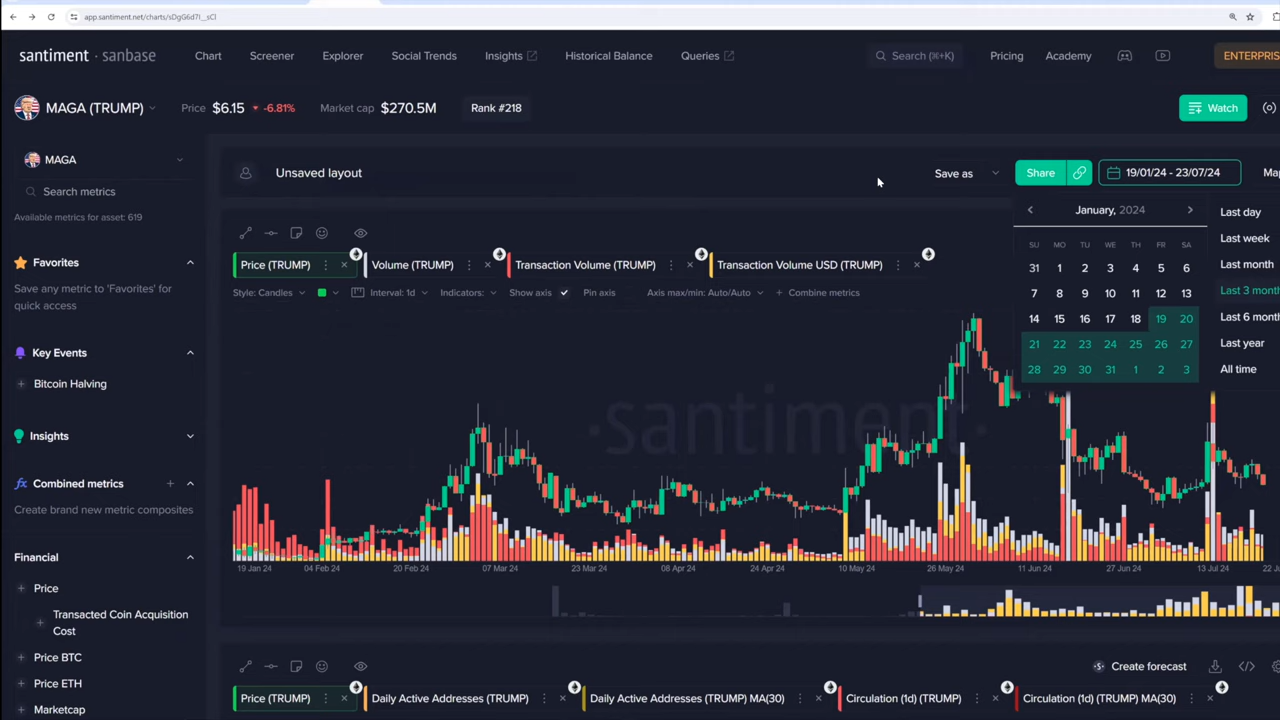 app.santiment.net/charts/sDgG6d7l__sCl
santiment · sanbase
Chart
Screener
Explorer
Social Trends
Insights
Historical Balance
Queries
Search (⌘+K)
Pricing
Academy
ENTERPRIS
MAGA (TRUMP)
Price $6.15 -6.81%
Market cap $270.5M
Rank #218
Watch
MAGA
Search metrics
Available metrics for asset: 619
Favorites
Save any metric to 'Favorites' for
quick access
Key Events
Bitcoin Halving
Insights
Combined metrics
Create brand new metric composites
Financial
Price
Transacted Coin Acquisition
Cost
Price BTC
Price ETH
Marketcap
Unsaved layout
Save as
Share
19/01/24 - 23/07/24
Price (TRUMP)
Volume (TRUMP)
Transaction Volume (TRUMP)
Transaction Volume USD (TRUMP)
Style: Candles
Interval: 1d
Indicators:
Show axis
Pin axis
Axis max/min: Auto/Auto
Combine metrics
January, 2024
SU MO TU WE TH FR SA
31 1 2 3 4 5 6
7 8 9 10 11 12 13
14 15 16 17 18 19 20
21 22 23 24 25 26 27
28 29 30 31 1 2 3
Last day
Last week
Last month
Last 3 month
Last 6 mont
Last year
All time
·santiment·
19 Jan 24 04 Feb 24 20 Feb 24 07 Mar 24 23 Mar 24 08 Apr 24 24 Apr 24 10 May 24 26 May 24 11 Jun 24 27 Jun 24 13 Jul 24
Create forecast
Price (TRUMP)
Daily Active Addresses (TRUMP)
Daily Active Addresses (TRUMP) MA(30)
Circulation (1d) (TRUMP)
Circulation (1d) (TRUMP) MA(30)